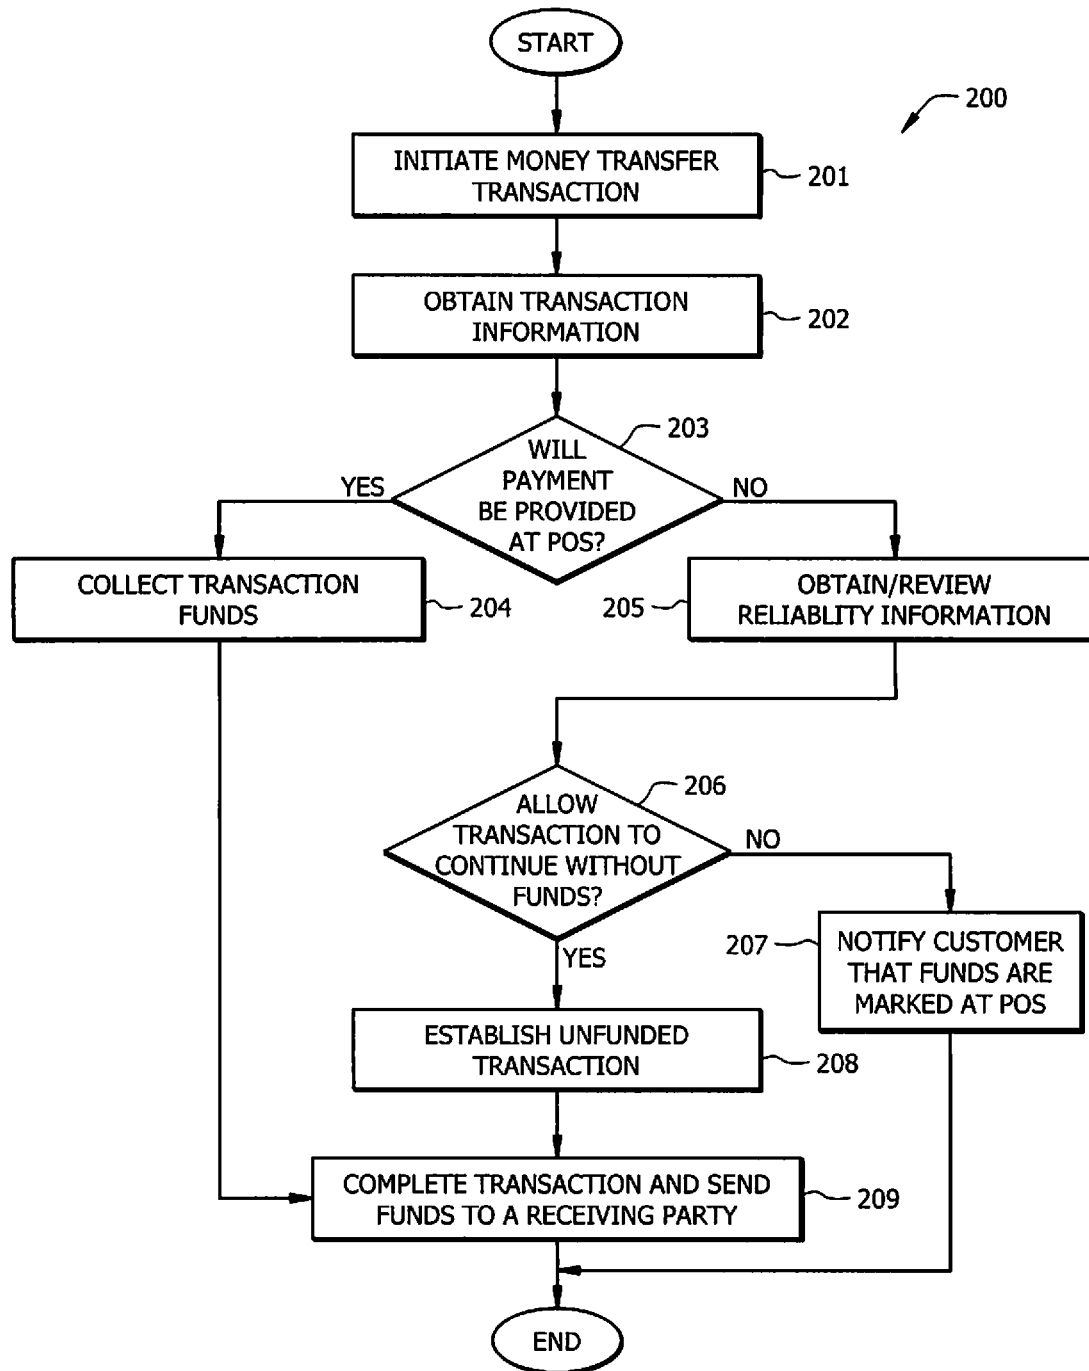 START
200
INITIATE MONEY TRANSFER
TRANSACTION
201
OBTAIN TRANSACTION
INFORMATION
202
WILL
PAYMENT
BE PROVIDED
AT POS?
203
YES
NO
COLLECT TRANSACTION
FUNDS
204
205
OBTAIN/REVIEW
RELIABLITY INFORMATION
ALLOW
TRANSACTION TO
CONTINUE WITHOUT
FUNDS?
206
NO
YES
207
NOTIFY CUSTOMER
THAT FUNDS ARE
MARKED AT POS
ESTABLISH UNFUNDED
TRANSACTION
208
COMPLETE TRANSACTION AND SEND
FUNDS TO A RECEIVING PARTY
209
END